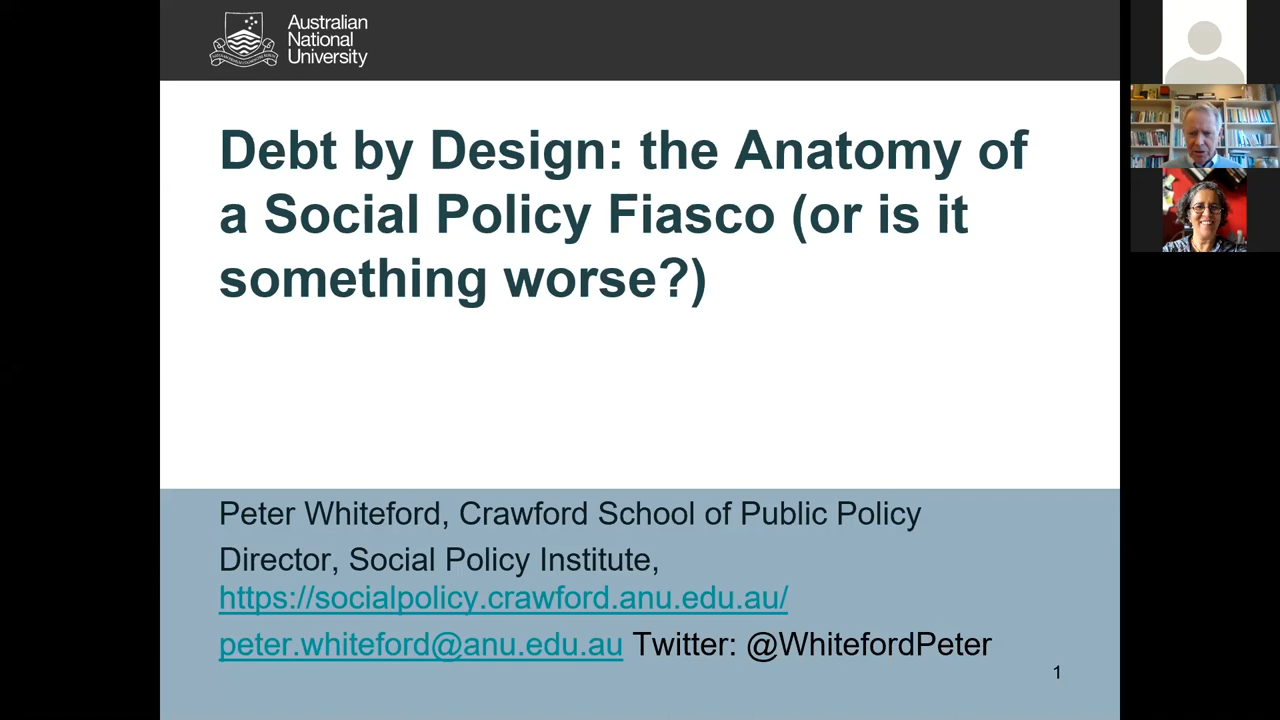 Australian
National
University
Debt by Design: the Anatomy of
a Social Policy Fiasco (or is it
something worse?)
Peter Whiteford, Crawford School of Public Policy
Director, Social Policy Institute,
https://socialpolicy.crawford.anu.edu.au/
peter.whiteford@anu.edu.au Twitter: @WhitefordPeter
1